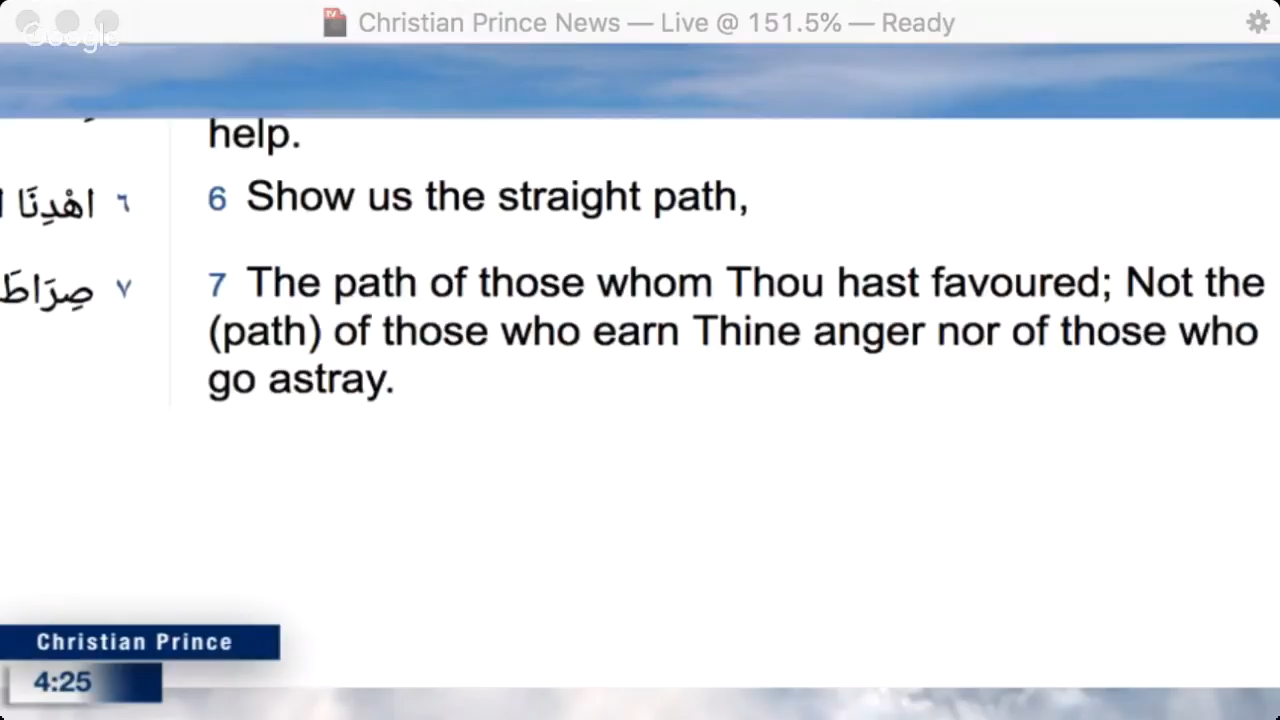 Christian Prince News — Live @ 151.5% — Ready
Google
help.
اهْدِنَا ٦
6 Show us the straight path,
صِرَاطَ ٧
7 The path of those whom Thou hast favoured; Not the
(path) of those who earn Thine anger nor of those who
go astray.
Christian Prince
4:25